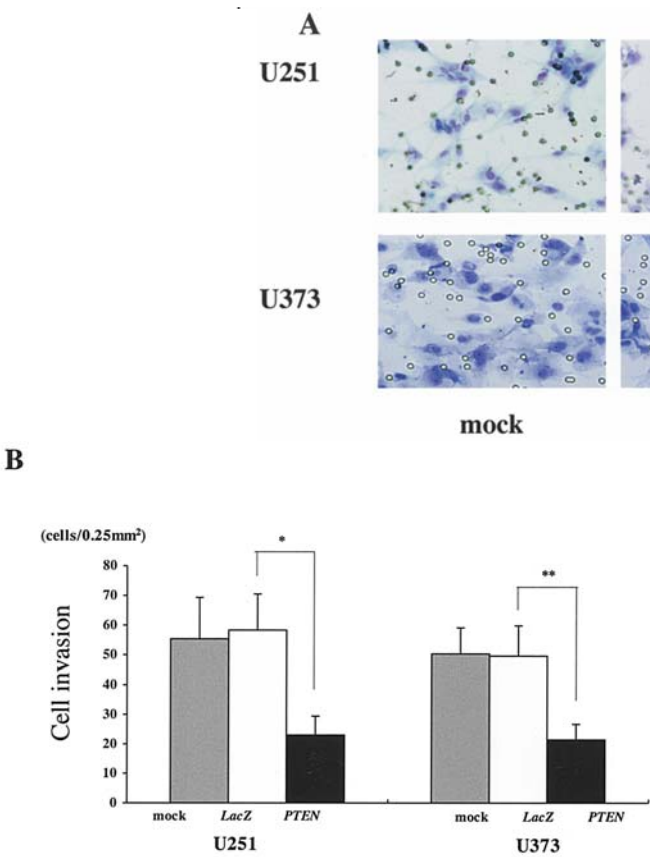 A
U251
U373
mock
B
(cells/0.25mm²)
Cell invasion
80
70
60
50
40
30
20
10
0
*
**
mock LacZ PTEN mock LacZ PTEN
U251 U373